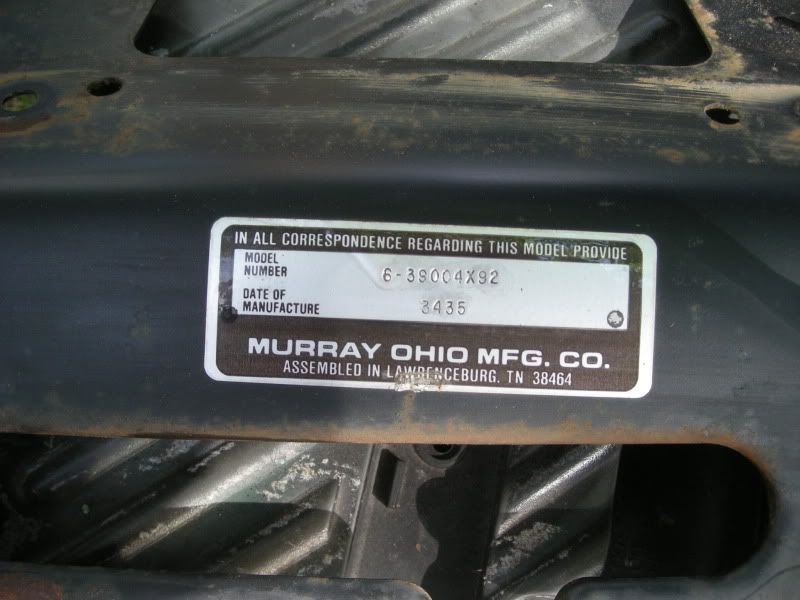 IN ALL CORRESPONDENCE REGARDING THIS MODEL PROVIDE
MODEL
NUMBER 6-39004X92
DATE OF
MANUFACTURE 3435
MURRAY OHIO MFG. CO.
ASSEMBLED IN LAWRENCEBURG, TN 38464